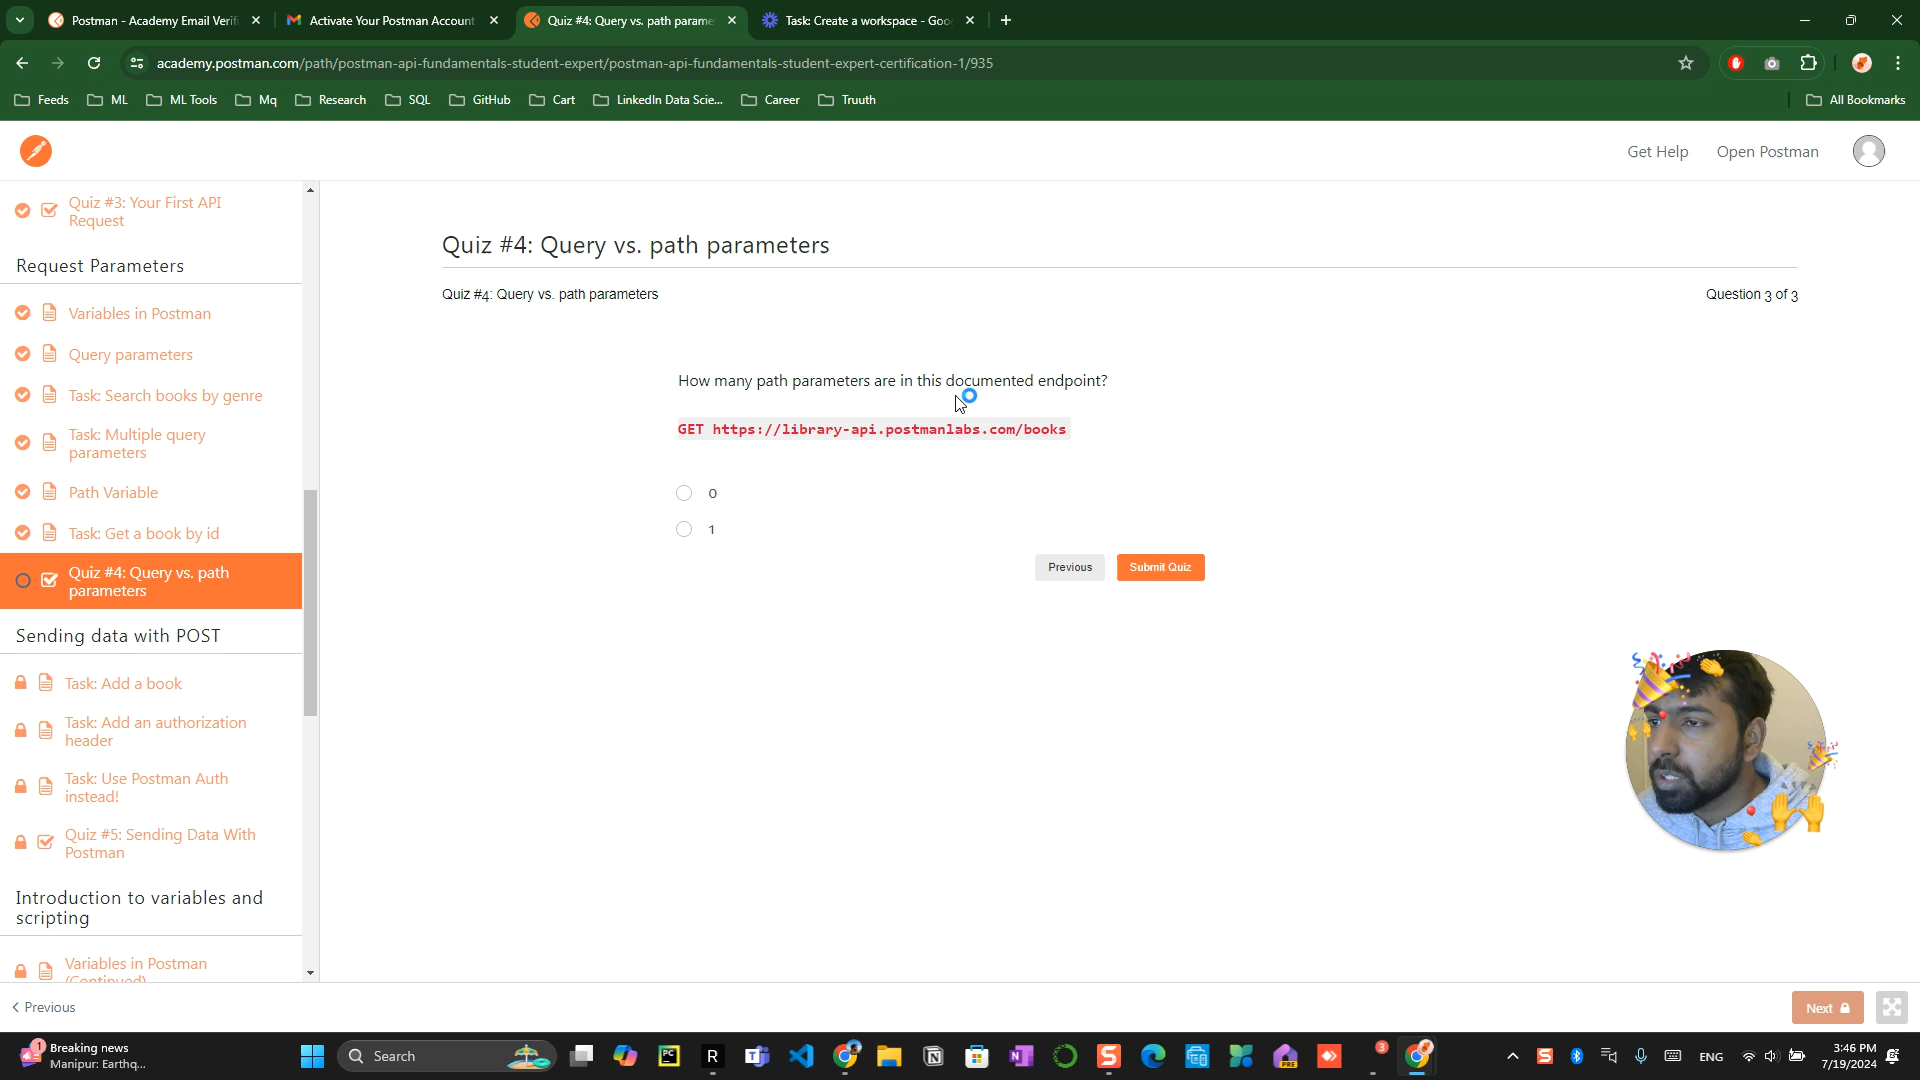 Postman - Academy Email Verifi
Activate Your Postman Account
Quiz #4: Query vs. path parame
Task: Create a workspace - Goo
academy.postman.com/path/postman-api-fundamentals-student-expert/postman-api-fundamentals-student-expert-certification-1/935
Feeds
ML
ML Tools
Mq
Research
SQL
GitHub
Cart
LinkedIn Data Scie...
Career
Truuth
All Bookmarks
Get Help
Open Postman
Quiz #3: Your First API
Request
Request Parameters
Variables in Postman
Query parameters
Task: Search books by genre
Task: Multiple query
parameters
Path Variable
Task: Get a book by id
Quiz #4: Query vs. path
parameters
Sending data with POST
Task: Add a book
Task: Add an authorization
header
Task: Use Postman Auth
instead!
Quiz #5: Sending Data With
Postman
Introduction to variables and
scripting
Variables in Postman
(Continued)
Quiz #4: Query vs. path parameters
Quiz #4: Query vs. path parameters
Question 3 of 3
How many path parameters are in this documented endpoint?
GET https://library-api.postmanlabs.com/books
0
1
Previous
Submit Quiz
< Previous
Next
1
Breaking news
Manipur: Earthq...
Search
PC
R
T
N
S
PRE
3
S
ENG
3:46 PM
7/19/2024